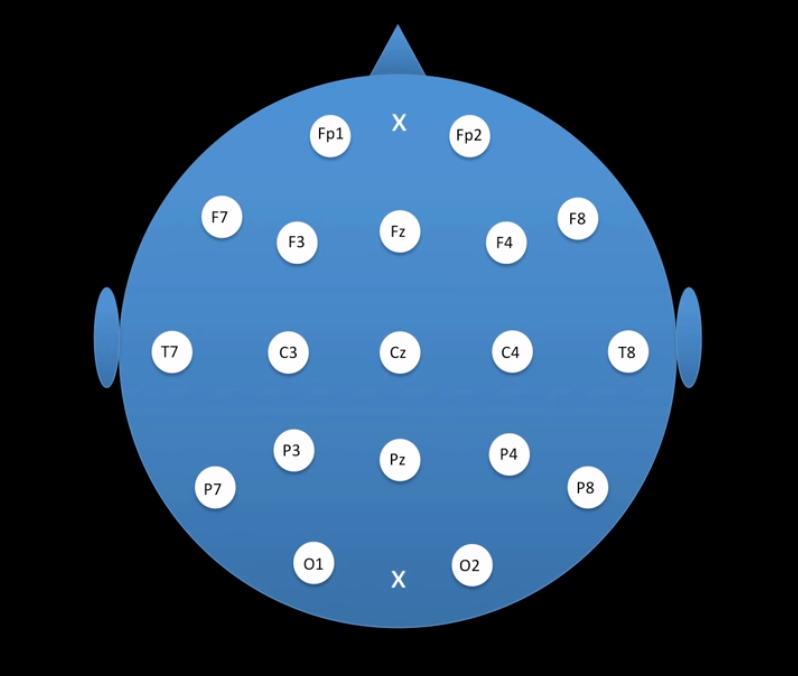 Fp1 X Fp2
F7 F3 Fz F4 F8
T7 C3 Cz C4 T8
P3 Pz P4
P7 P8
O1 X O2